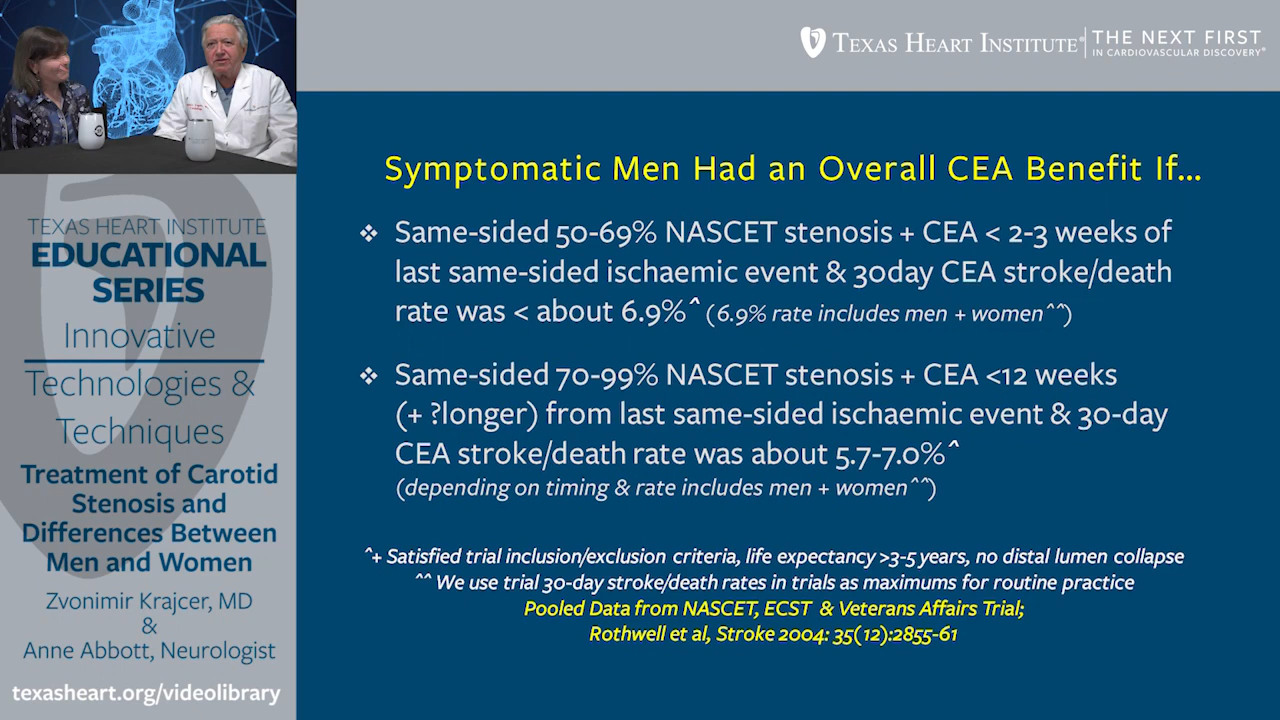 TEXAS HEART INSTITUTE®
THE NEXT FIRST
IN CARDIOVASCULAR DISCOVERY®
TEXAS HEART INSTITUTE
EDUCATIONAL
SERIES
Innovative
Technologies &
Techniques
Treatment of Carotid
Stenosis and
Differences Between
Men and Women
Zvonimir Krajcer, MD
&
Anne Abbott, Neurologist
texasheart.org/videolibrary
Symptomatic Men Had an Overall CEA Benefit If...
❖ Same-sided 50-69% NASCET stenosis + CEA < 2-3 weeks of
last same-sided ischaemic event & 30day CEA stroke/death
rate was < about 6.9%^ (6.9% rate includes men + women^^)
❖ Same-sided 70-99% NASCET stenosis + CEA <12 weeks
(+ ?longer) from last same-sided ischaemic event & 30-day
CEA stroke/death rate was about 5.7-7.0%^
(depending on timing & rate includes men + women^^)
^+ Satisfied trial inclusion/exclusion criteria, life expectancy >3-5 years, no distal lumen collapse
^^ We use trial 30-day stroke/death rates in trials as maximums for routine practice
Pooled Data from NASCET, ECST & Veterans Affairs Trial;
Rothwell et al, Stroke 2004: 35(12):2855-61